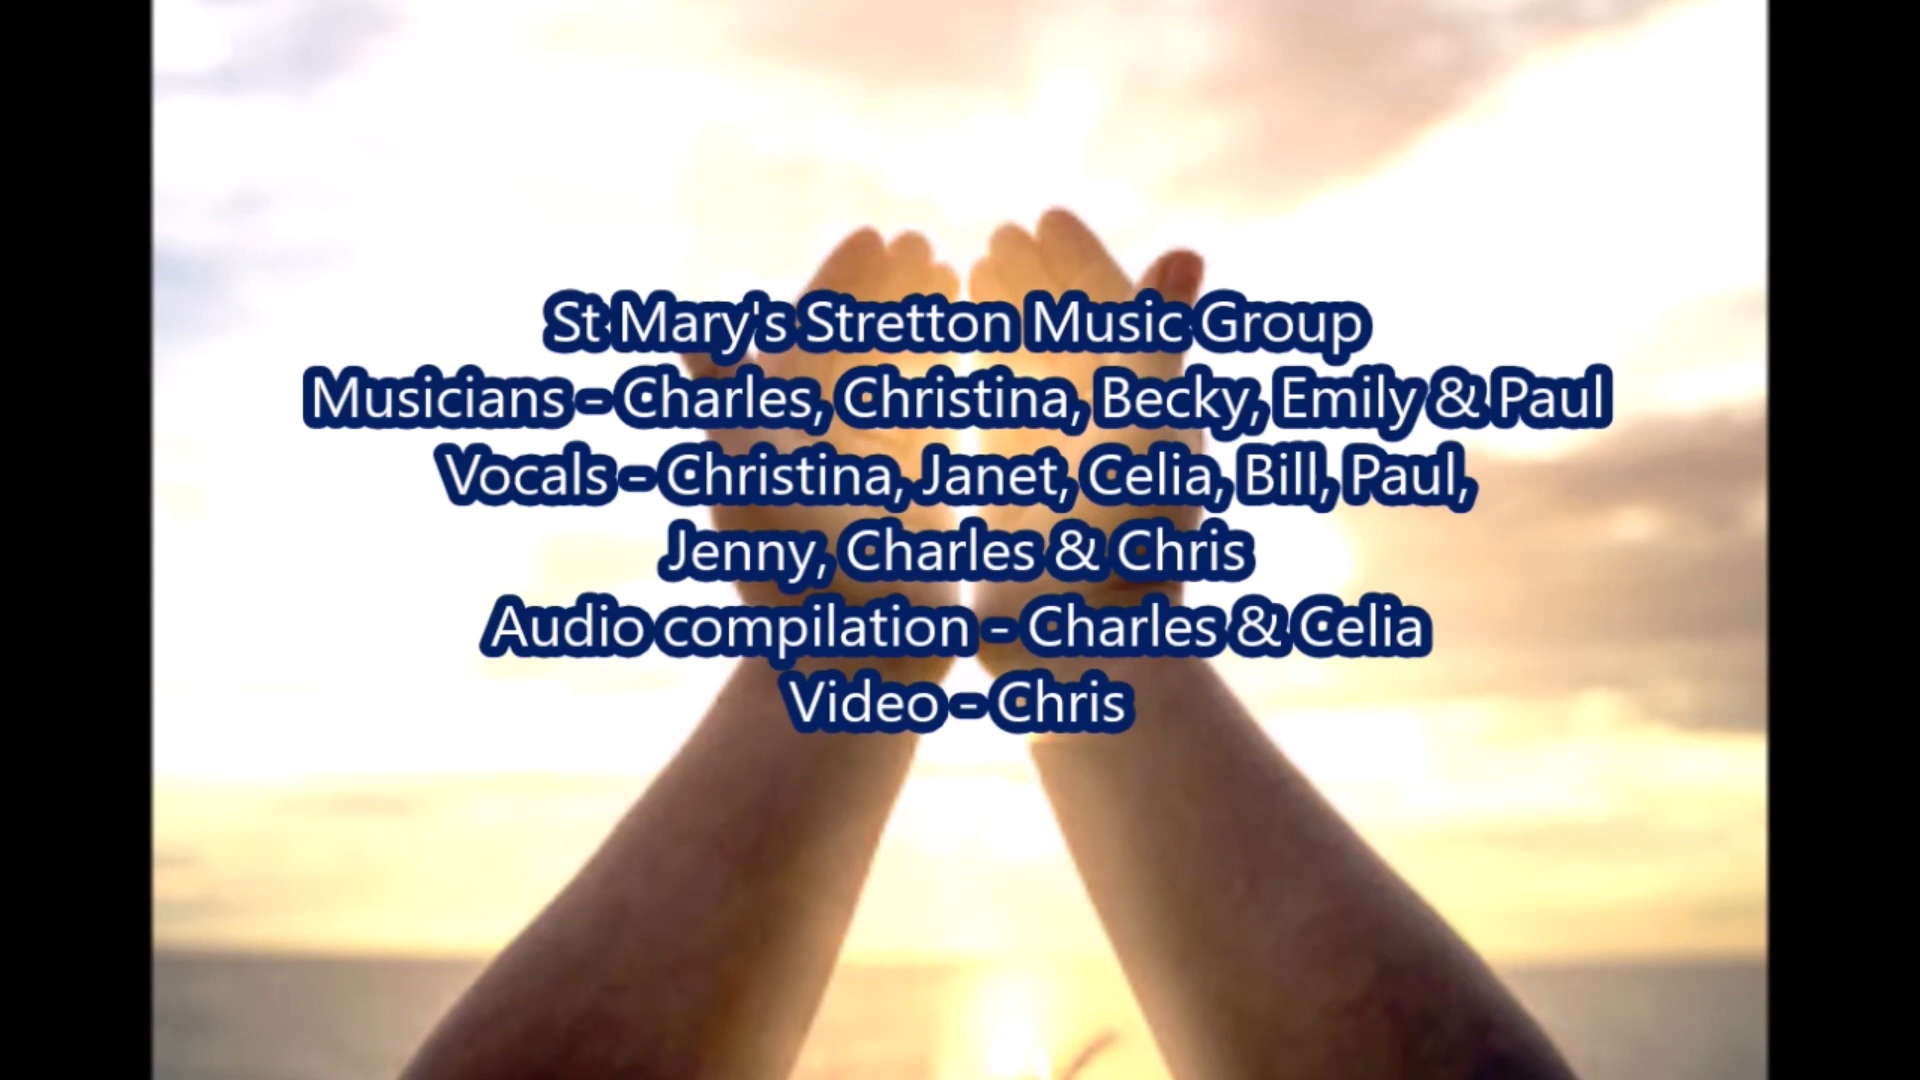 St Mary's Stretton Music Group
Musicians - Charles, Christina, Becky, Emily & Paul
Vocals - Christina, Janet, Celia, Bill, Paul,
Jenny, Charles & Chris
Audio compilation - Charles & Celia
Video - Chris